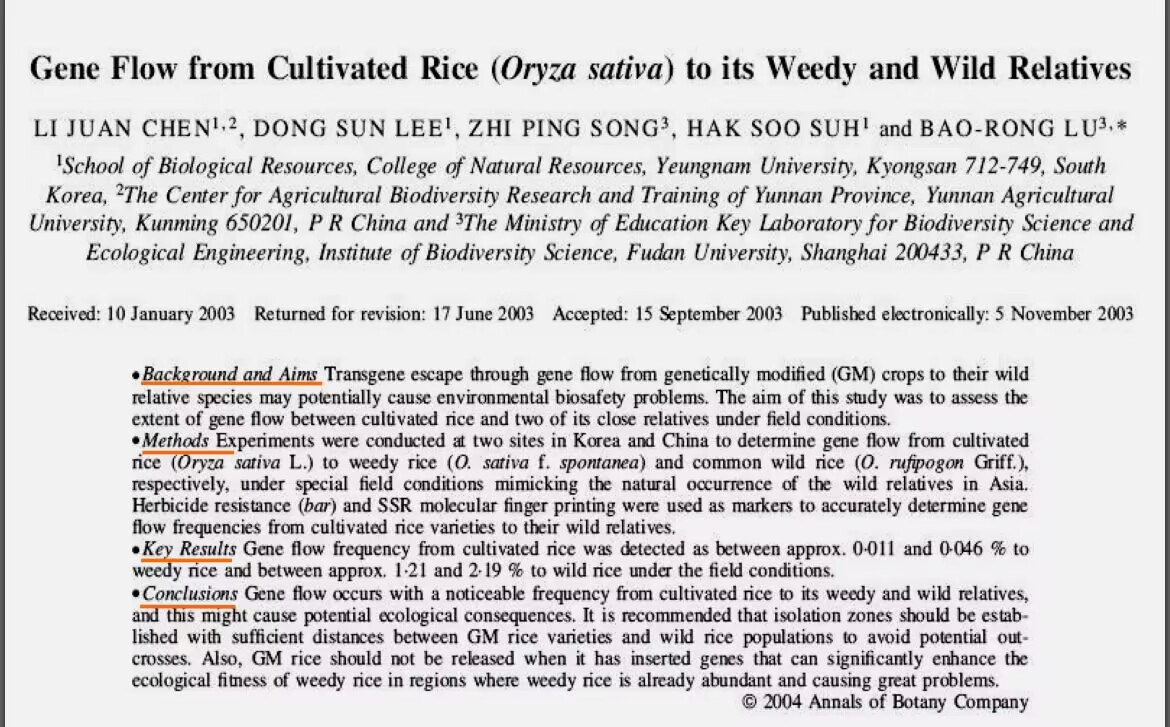 Gene Flow from Cultivated Rice (Oryza sativa) to its Weedy and Wild Relatives
LI JUAN CHEN1,2, DONG SUN LEE1, ZHI PING SONG3, HAK SOO SUH1 and BAO-RONG LU3,*
1School of Biological Resources, College of Natural Resources, Yeungnam University, Kyongsan 712-749, South
Korea, 2The Center for Agricultural Biodiversity Research and Training of Yunnan Province, Yunnan Agricultural
University, Kunming 650201, P R China and 3The Ministry of Education Key Laboratory for Biodiversity Science and
Ecological Engineering, Institute of Biodiversity Science, Fudan University, Shanghai 200433, P R China
Received: 10 January 2003 Returned for revision: 17 June 2003 Accepted: 15 September 2003 Published electronically: 5 November 2003
•Background and Aims Transgene escape through gene flow from genetically modified (GM) crops to their wild
relative species may potentially cause environmental biosafety problems. The aim of this study was to assess the
extent of gene flow between cultivated rice and two of its close relatives under field conditions.
•Methods Experiments were conducted at two sites in Korea and China to determine gene flow from cultivated
rice (Oryza sativa L.) to weedy rice (O. sativa f. spontanea) and common wild rice (O. rufipogon Griff.),
respectively, under special field conditions mimicking the natural occurrence of the wild relatives in Asia.
Herbicide resistance (bar) and SSR molecular finger printing were used as markers to accurately determine gene
flow frequencies from cultivated rice varieties to their wild relatives.
•Key Results Gene flow frequency from cultivated rice was detected as between approx. 0·011 and 0·046 % to
weedy rice and between approx. 1·21 and 2·19 % to wild rice under the field conditions.
•Conclusions Gene flow occurs with a noticeable frequency from cultivated rice to its weedy and wild relatives,
and this might cause potential ecological consequences. It is recommended that isolation zones should be estab-
lished with sufficient distances between GM rice varieties and wild rice populations to avoid potential out-
crosses. Also, GM rice should not be released when it has inserted genes that can significantly enhance the
ecological fitness of weedy rice in regions where weedy rice is already abundant and causing great problems.
© 2004 Annals of Botany Company